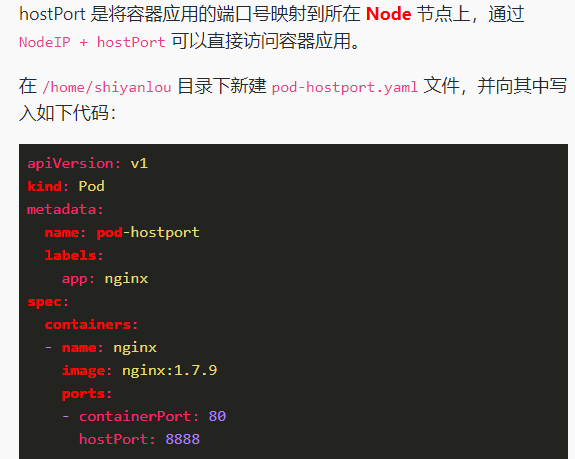 hostPort 是将容器应用的端口号映射到所在 Node 节点上，通过
NodeIP + hostPort 可以直接访问容器应用。
在 /home/shiyanlou 目录下新建 pod-hostport.yaml 文件，并向其中写
入如下代码：
apiVersion: v1
kind: Pod
metadata:
  name: pod-hostport
  labels:
    app: nginx
spec:
  containers:
  - name: nginx
    image: nginx:1.7.9
    ports:
    - containerPort: 80
      hostPort: 8888